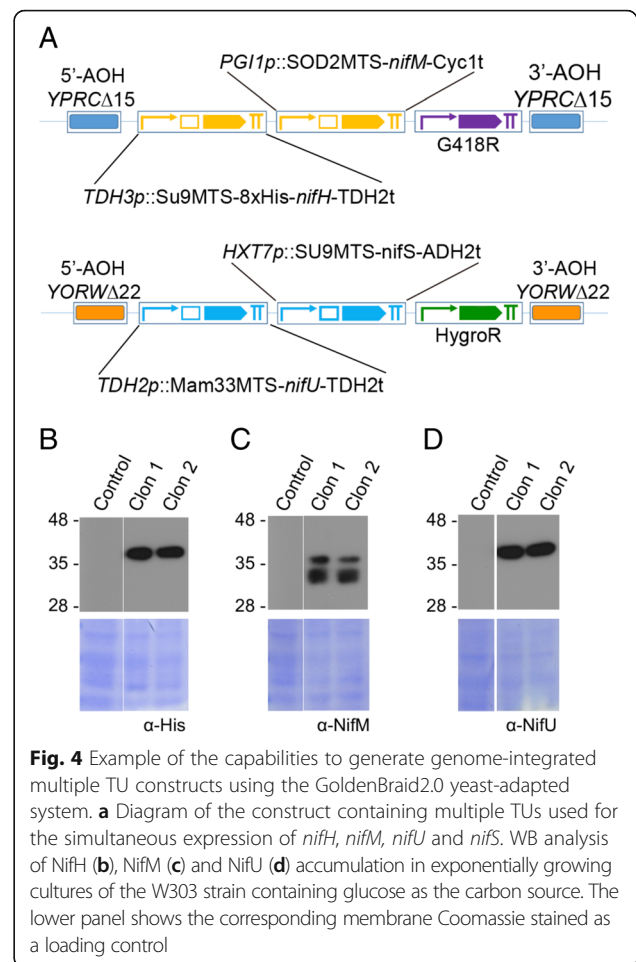 A
PGI1p::SOD2MTS-nifM-Cyc1t
5'-AOH
YPRCΔ15
3'-AOH
YPRCΔ15
G418R
TDH3p::Su9MTS-8xHis-nifH-TDH2t
HXT7p::SU9MTS-nifS-ADH2t
5'-AOH
YORWΔ22
3'-AOH
YORWΔ22
HygroR
TDH2p::Mam33MTS-nifU-TDH2t
B
Control
Clon 1
Clon 2
48 -
35 -
28 -
α-His
C
Control
Clon 1
Clon 2
48 -
35 -
28 -
α-NifM
D
Control
Clon 1
Clon 2
48 -
35 -
28 -
α-NifU
Fig. 4 Example of the capabilities to generate genome-integrated
multiple TU constructs using the GoldenBraid2.0 yeast-adapted
system. a Diagram of the construct containing multiple TUs used for
the simultaneous expression of nifH, nifM, nifU and nifS. WB analysis
of NifH (b), NifM (c) and NifU (d) accumulation in exponentially growing
cultures of the W303 strain containing glucose as the carbon source. The
lower panel shows the corresponding membrane Coomassie stained as
a loading control